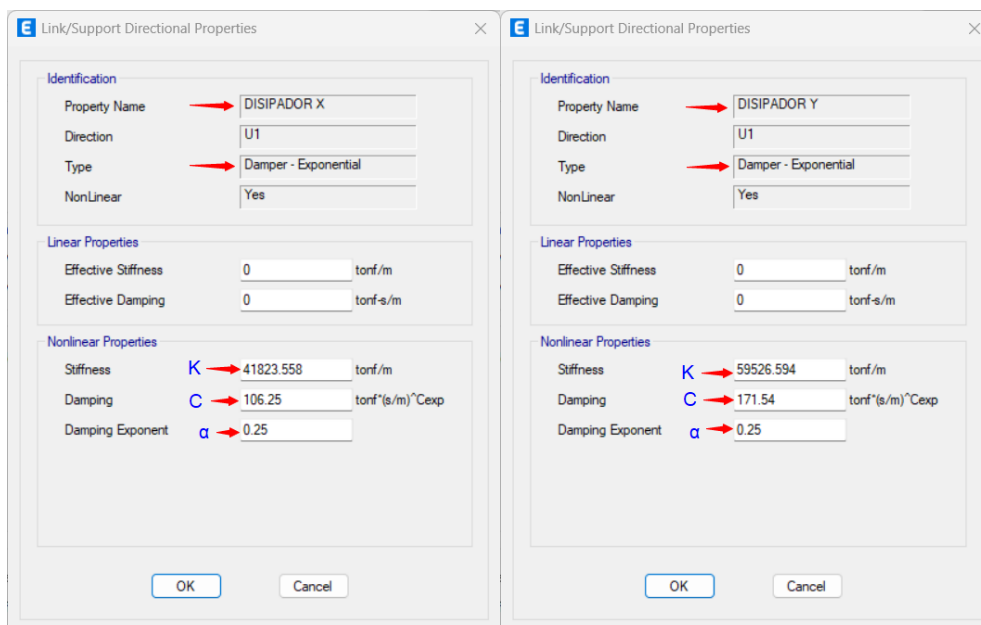 E Link/Support Directional Properties
Identification
Property Name DISIPADOR X
Direction U1
Type Damper - Exponential
NonLinear Yes
Linear Properties
Effective Stiffness 0 tonf/m
Effective Damping 0 tonf-s/m
Nonlinear Properties
Stiffness K 41823.558 tonf/m
Damping C 106.25 tonf*(s/m)^Cexp
Damping Exponent α 0.25
OK Cancel
E Link/Support Directional Properties
Identification
Property Name DISIPADOR Y
Direction U1
Type Damper - Exponential
NonLinear Yes
Linear Properties
Effective Stiffness 0 tonf/m
Effective Damping 0 tonf-s/m
Nonlinear Properties
Stiffness K 59526.594 tonf/m
Damping C 171.54 tonf*(s/m)^Cexp
Damping Exponent α 0.25
OK Cancel